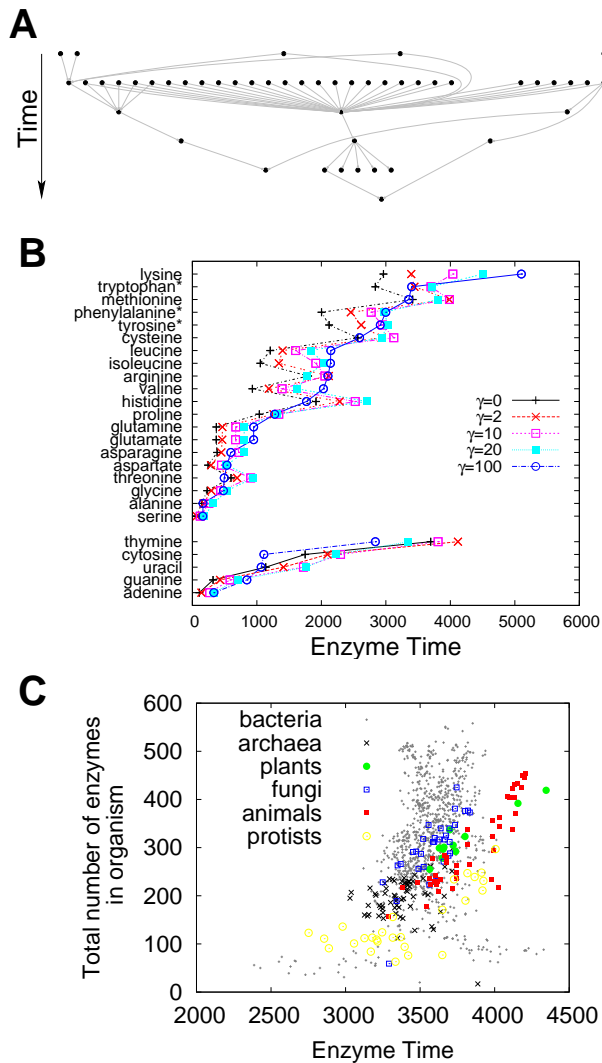 A
Time
B
lysine
tryptophan*
methionine
phenylalanine*
tyrosine*
cysteine
leucine
isoleucine
arginine
valine
histidine
proline
glutamine
glutamate
asparagine
aspartate
threonine
glycine
alanine
serine
thymine
cytosine
uracil
guanine
adenine
γ=0
γ=2
γ=10
γ=20
γ=100
0 1000 2000 3000 4000 5000 6000
Enzyme Time
C
Total number of enzymes
in organism
600
500
400
300
200
100
0
bacteria
archaea
plants
fungi
animals
protists
2000 2500 3000 3500 4000 4500
Enzyme Time